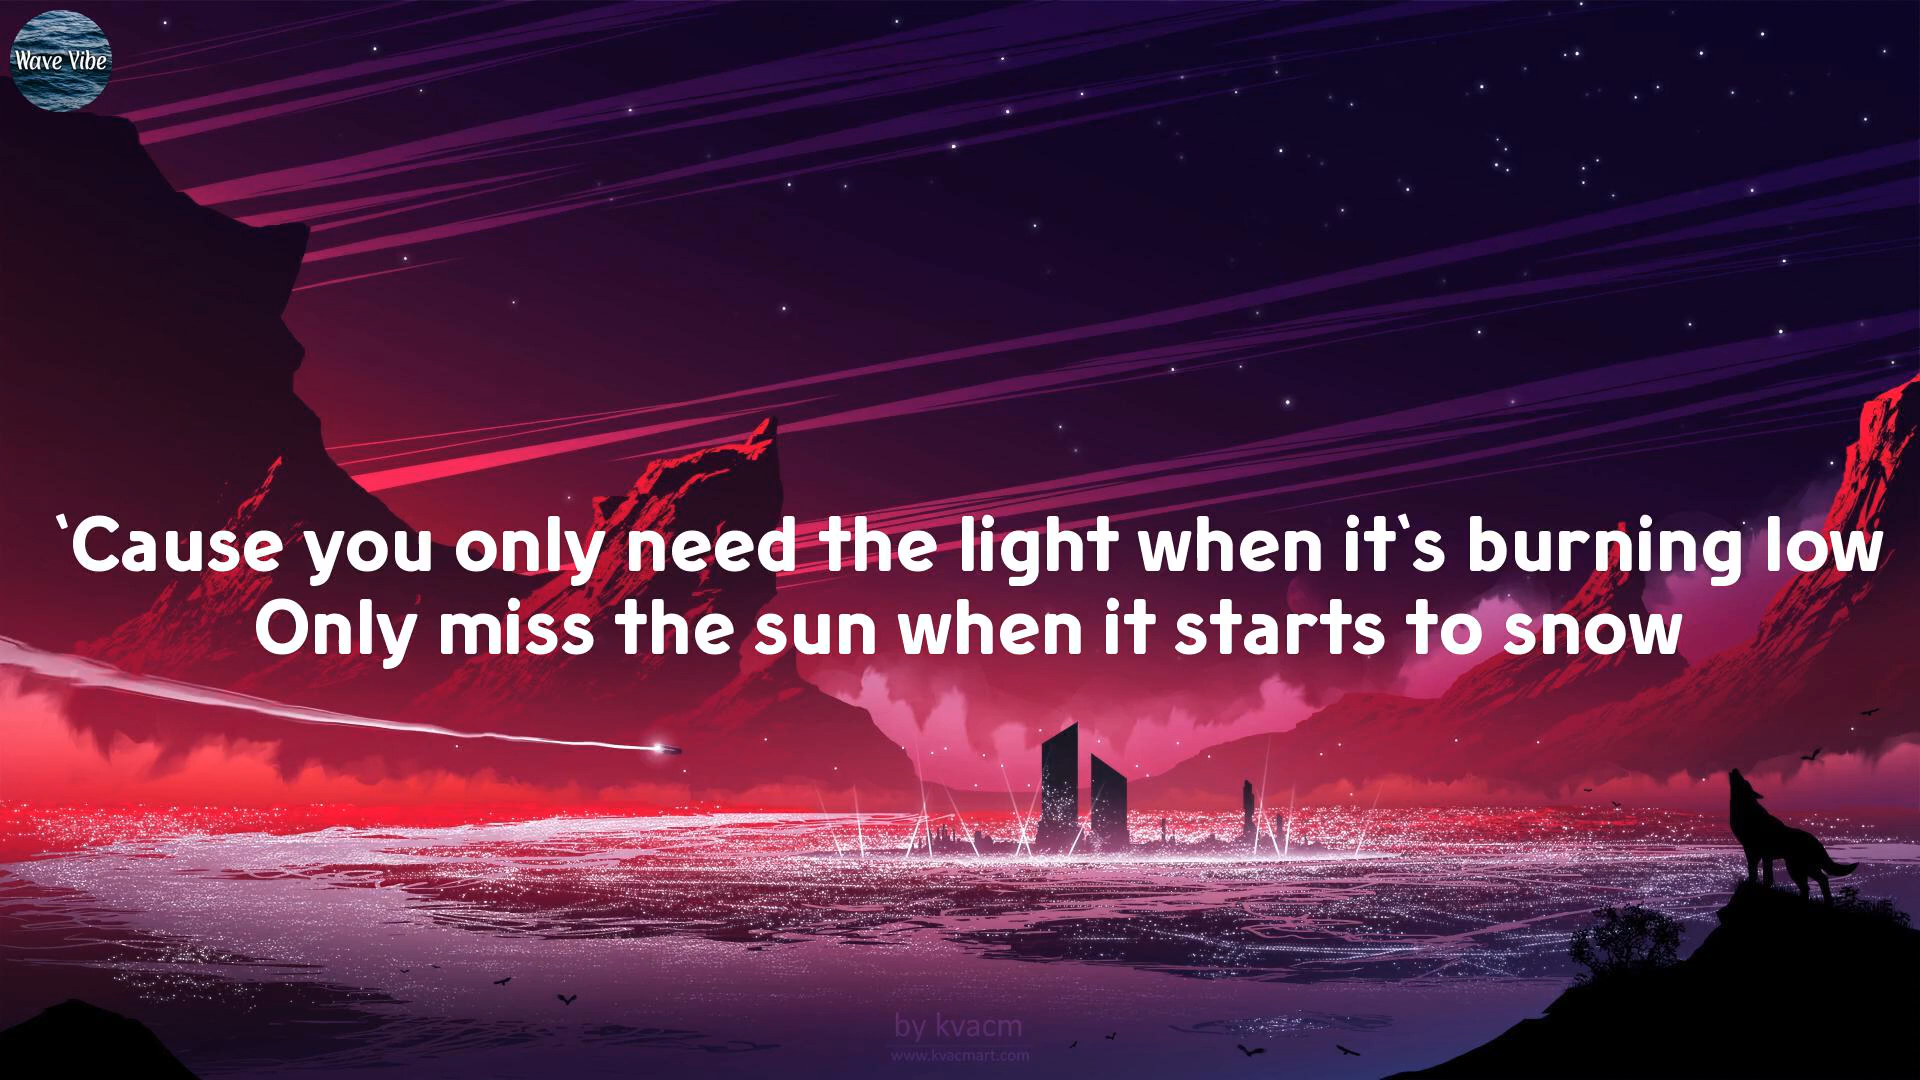 Wave Vibe
'Cause you only need the light when it's burning low
Only miss the sun when it starts to snow
by kvacm
www.kvacmart.com